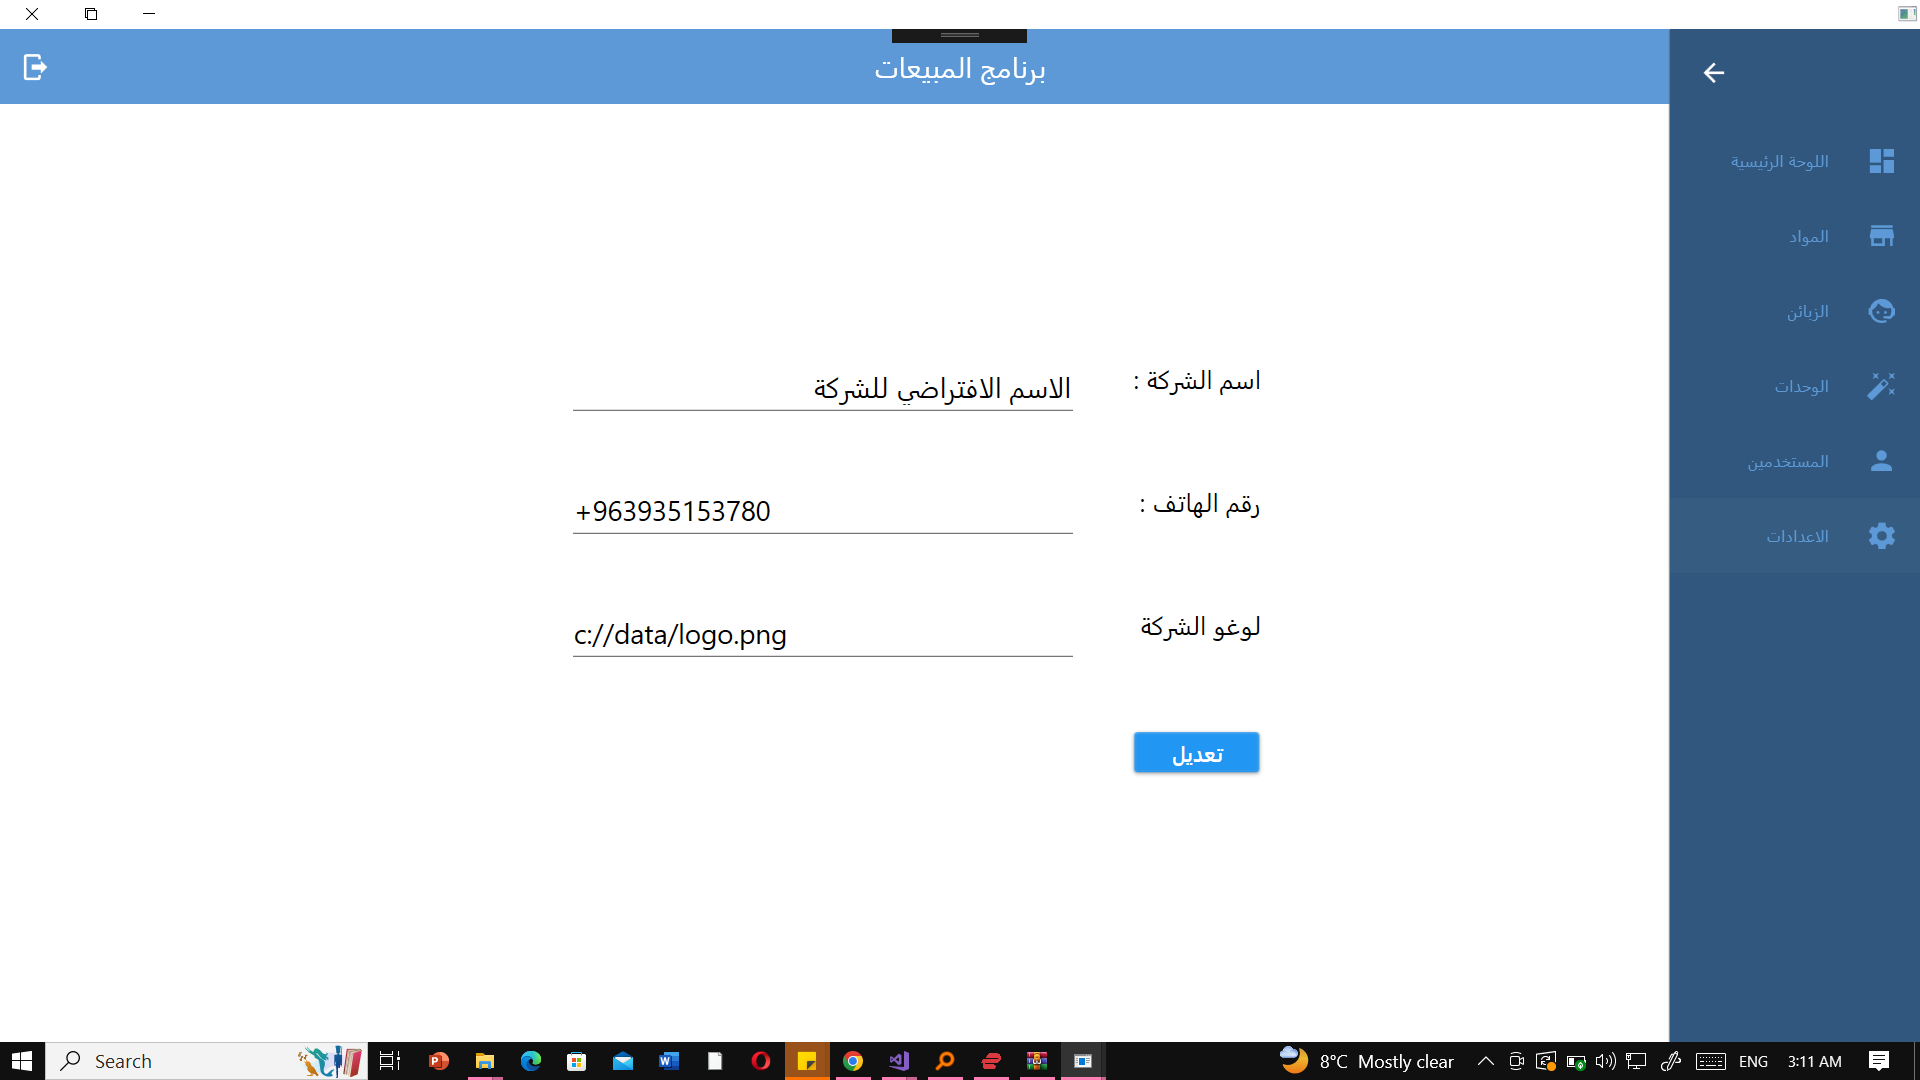 برنامج المبيعات
اللوحة الرئيسية
المواد
الزبائن
الوحدات
المستخدمين
الاعدادات
اسم الشركة :
الاسم الافتراضي للشركة
رقم الهاتف :
+963935153780
لوغو الشركة
c://data/logo.png
تعديل
Search
8°C Mostly clear
ENG
3:11 AM